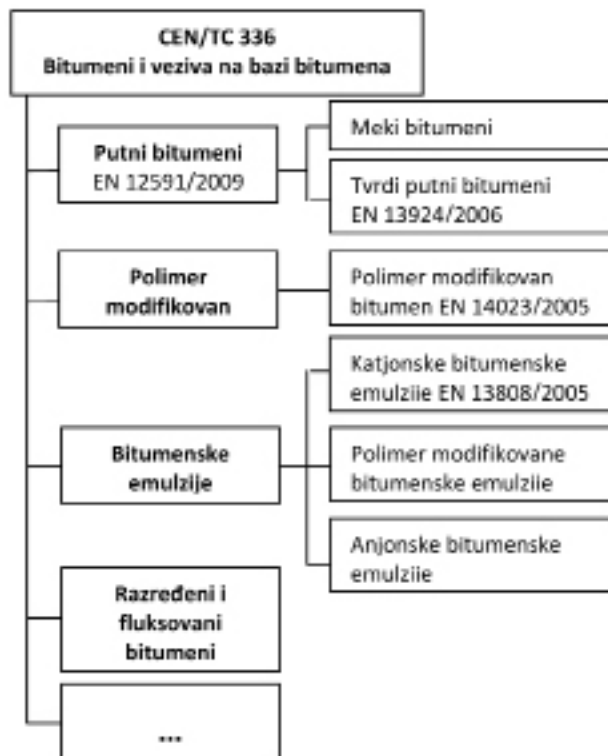 CEN/TC 336
Bitumeni i veziva na bazi bitumena
Putni bitumeni
EN 12591/2009
Meki bitumeni
Tvrdi putni bitumeni
EN 13924/2006
Polimer
modifikovan
Polimer modifikovan
bitumen EN 14023/2005
Bitumenske
emulzije
Katjonske bitumenske
emulziie EN 13808/2005
Polimer modifikovane
bitumenske emulziie
Anjonske bitumenske
emulziie
Razređeni i
fluksovani
bitumeni
...